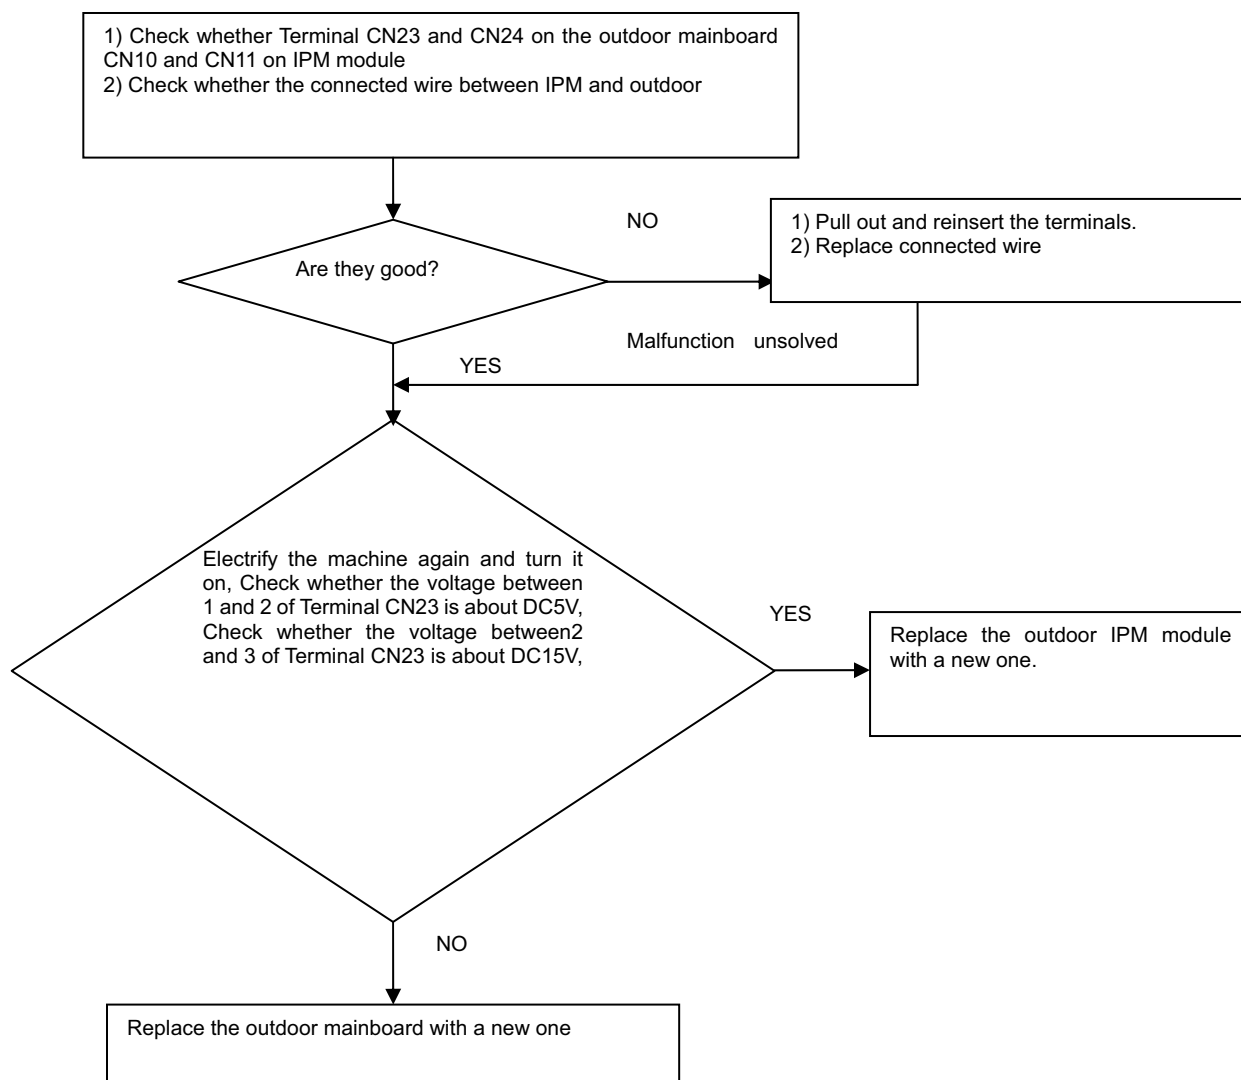 1) Check whether Terminal CN23 and CN24 on the outdoor mainboard
CN10 and CN11 on IPM module
2) Check whether the connected wire between IPM and outdoor
NO
1) Pull out and reinsert the terminals.
2) Replace connected wire
Are they good?
Malfunction unsolved
YES
Electrify the machine again and turn it
on, Check whether the voltage between
1 and 2 of Terminal CN23 is about DC5V,
Check whether the voltage between2
and 3 of Terminal CN23 is about DC15V,
YES
Replace the outdoor IPM module
with a new one.
NO
Replace the outdoor mainboard with a new one